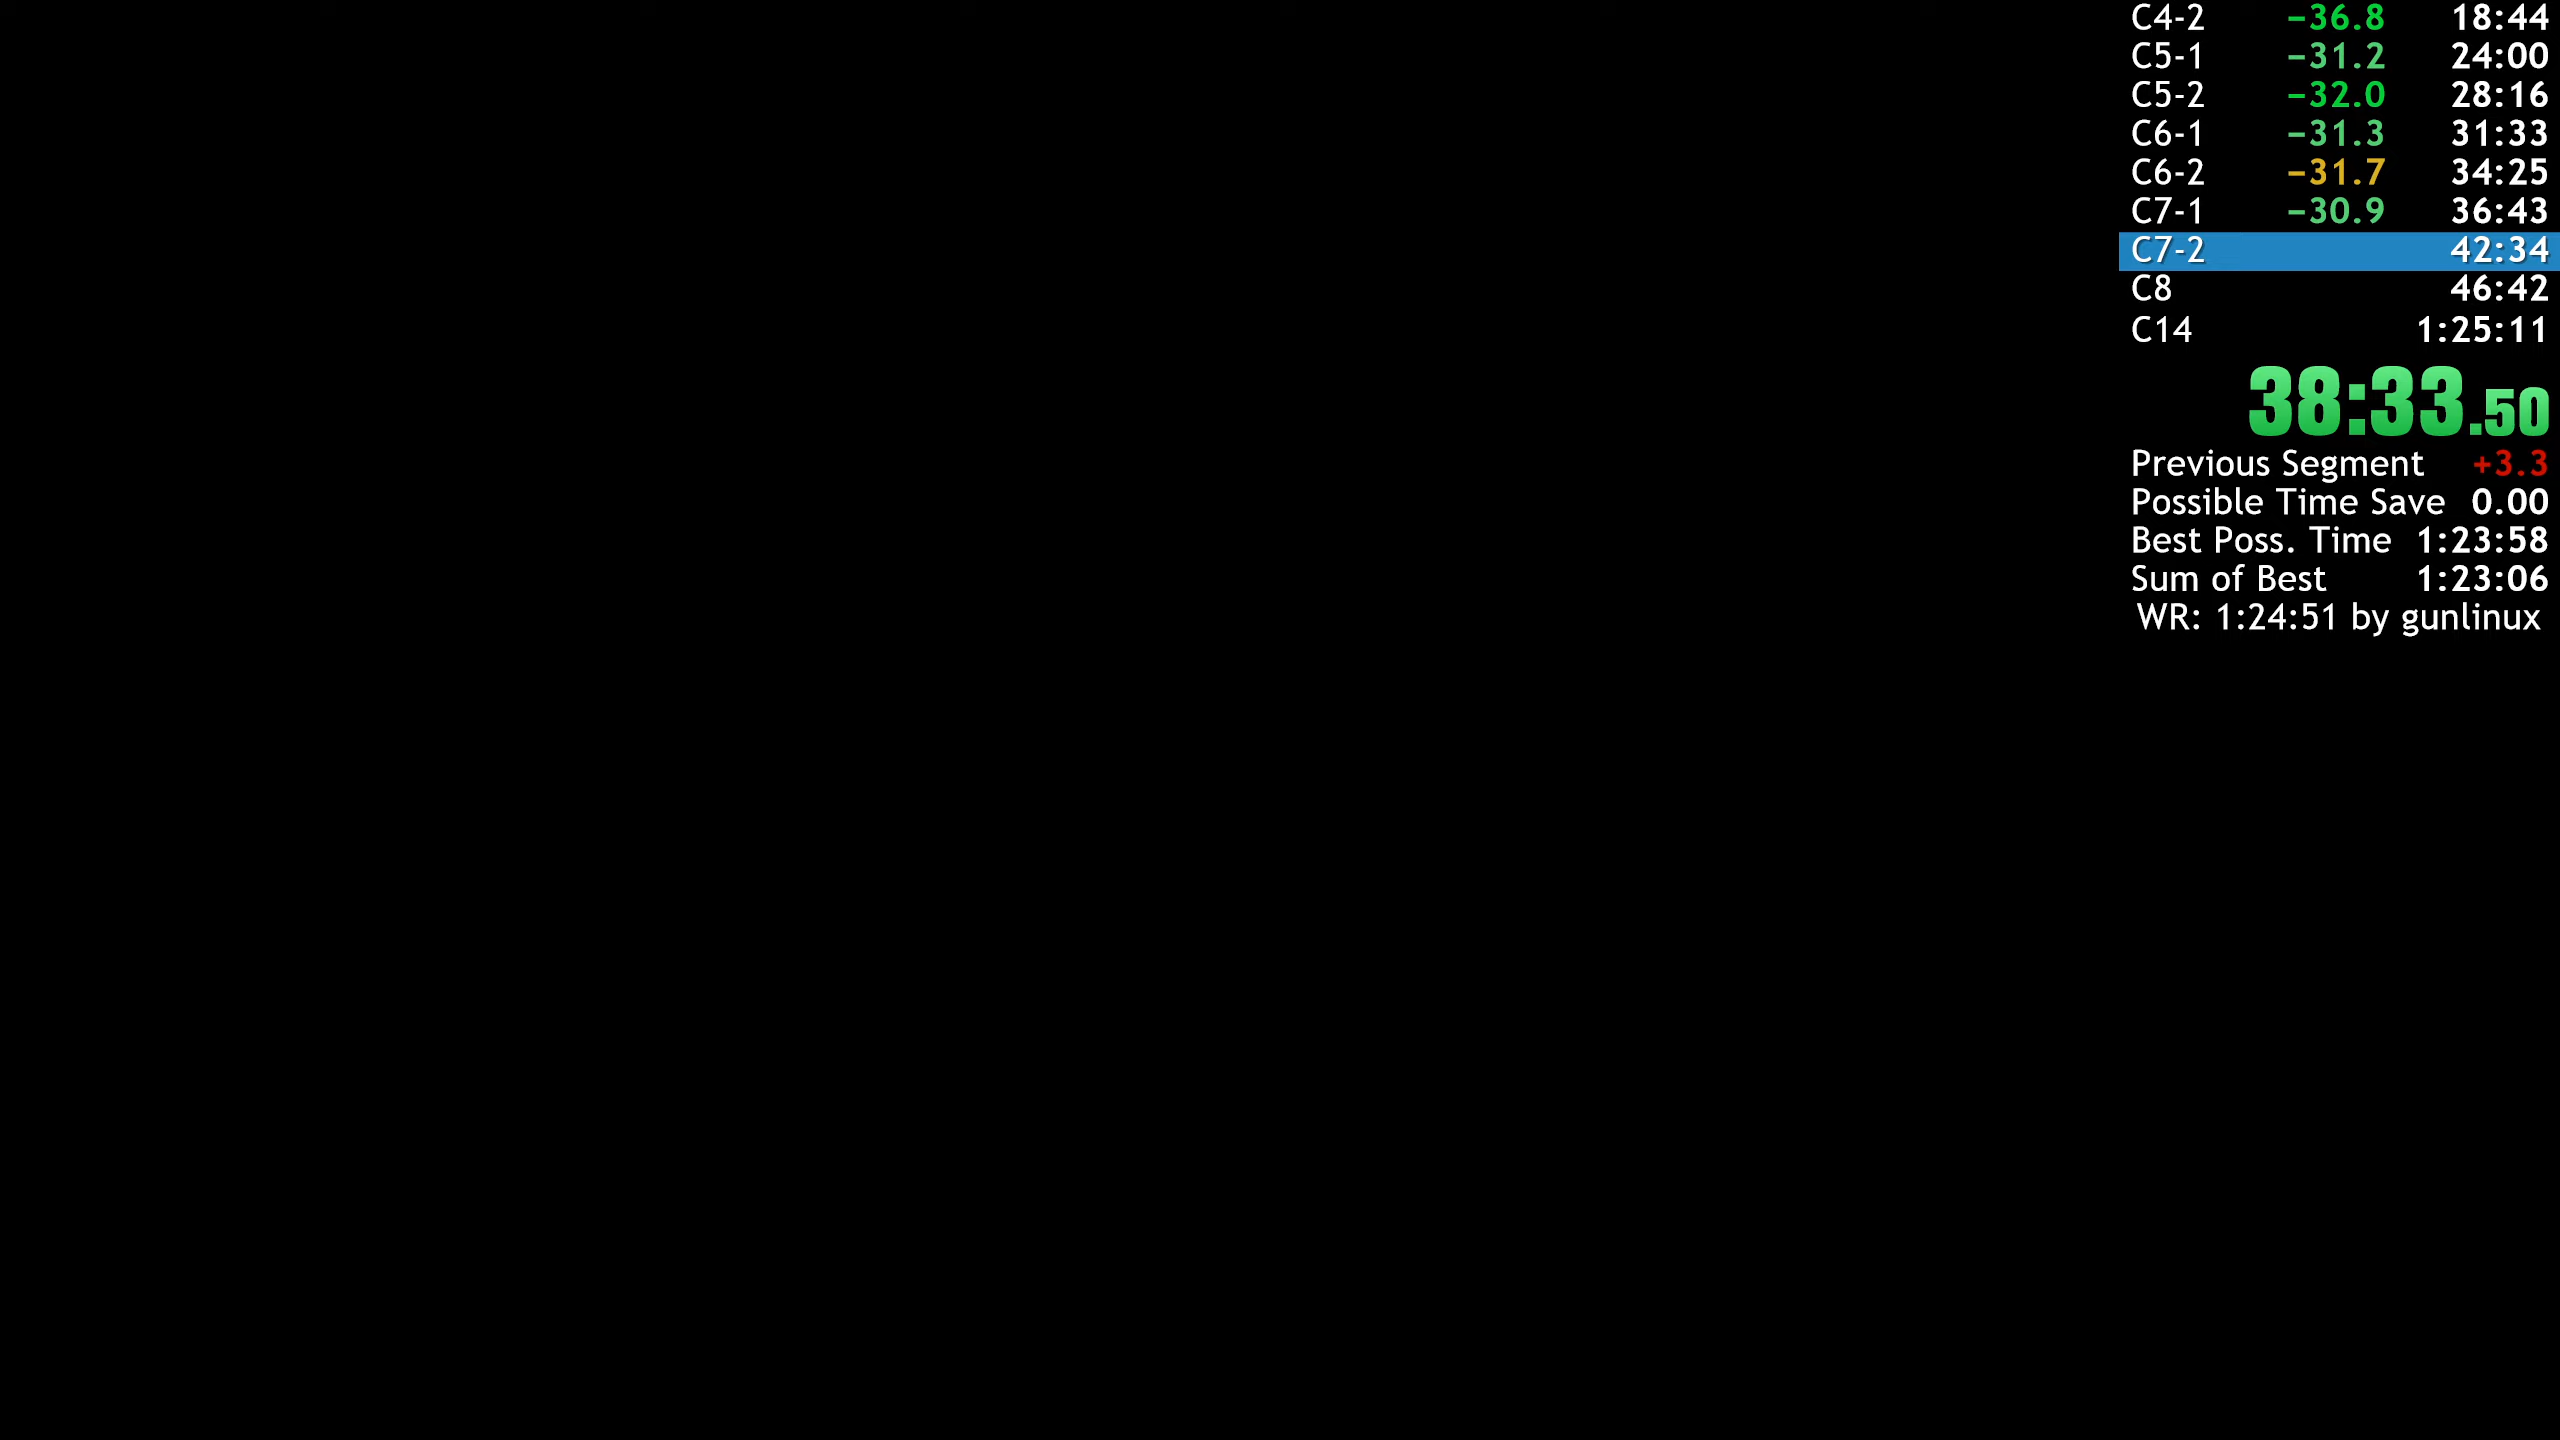 C4-2 −36.8 18:44
C5-1 −31.2 24:00
C5-2 −32.0 28:16
C6-1 −31.3 31:33
C6-2 −31.7 34:25
C7-1 −30.9 36:43
C7-2 42:34
C8 46:42
C14 1:25:11
38:33.50
Previous Segment +3.3
Possible Time Save 0.00
Best Poss. Time 1:23:58
Sum of Best 1:23:06
WR: 1:24:51 by gunlinux